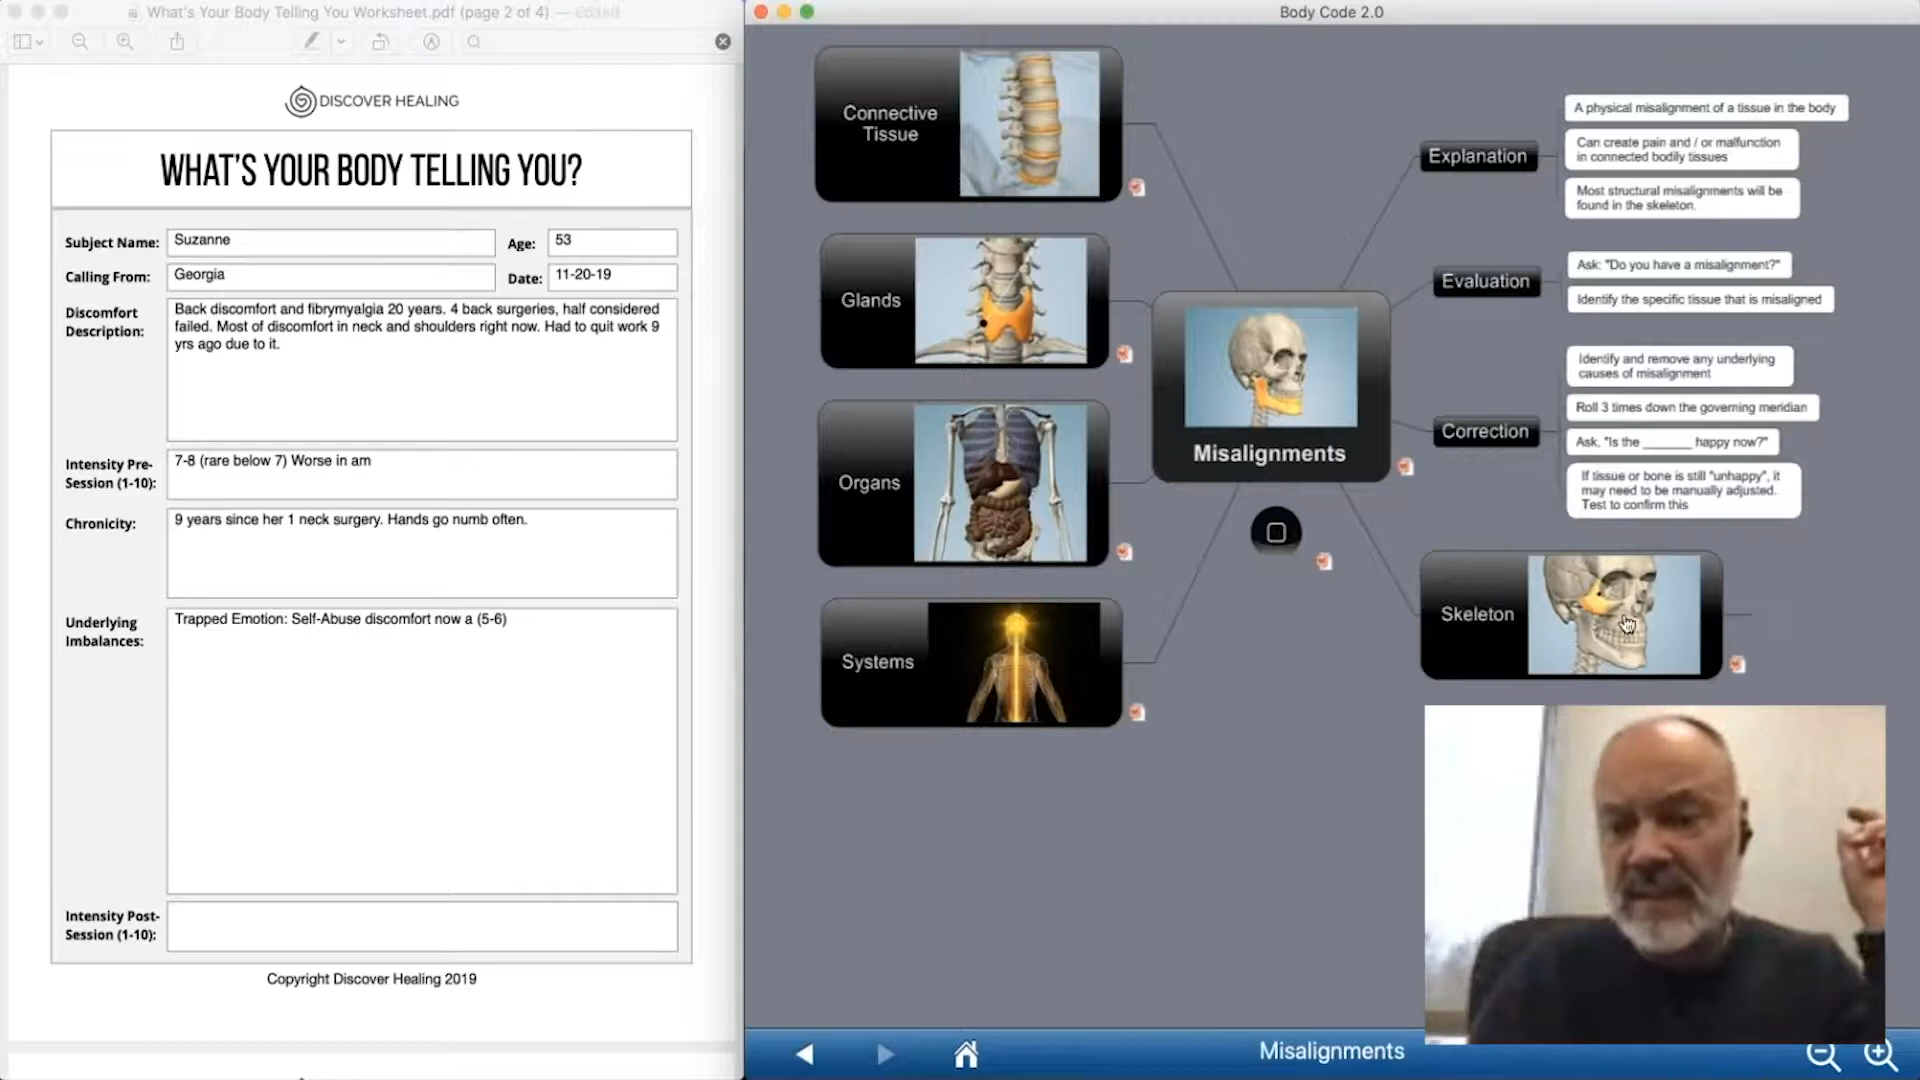 What's Your Body Telling You Worksheet.pdf (page 2 of 4) — Edited
DISCOVER HEALING
WHAT'S YOUR BODY TELLING YOU?
Subject Name: Suzanne
Age: 53
Calling From: Georgia
Date: 11-20-19
Discomfort
Description:
Back discomfort and fibrymyalgia 20 years. 4 back surgeries, half considered
failed. Most of discomfort in neck and shoulders right now. Had to quit work 9
yrs ago due to it.
Intensity Pre-
Session (1-10):
7-8 (rare below 7) Worse in am
Chronicity:
9 years since her 1 neck surgery. Hands go numb often.
Underlying
Imbalances:
Trapped Emotion: Self-Abuse discomfort now a (5-6)
Intensity Post-
Session (1-10):
Copyright Discover Healing 2019
Body Code 2.0
Connective
Tissue
Glands
Organs
Systems
Misalignments
Explanation
A physical misalignment of a tissue in the body
Can create pain and / or malfunction
in connected bodily tissues
Most structural misalignments will be
found in the skeleton.
Evaluation
Ask: "Do you have a misalignment?"
Identify the specific tissue that is misaligned
Correction
Identify and remove any underlying
causes of misalignment
Roll 3 times down the governing meridian
Ask, "Is the _______ happy now?"
If tissue or bone is still "unhappy", it
may need to be manually adjusted.
Test to confirm this
Skeleton
Misalignments